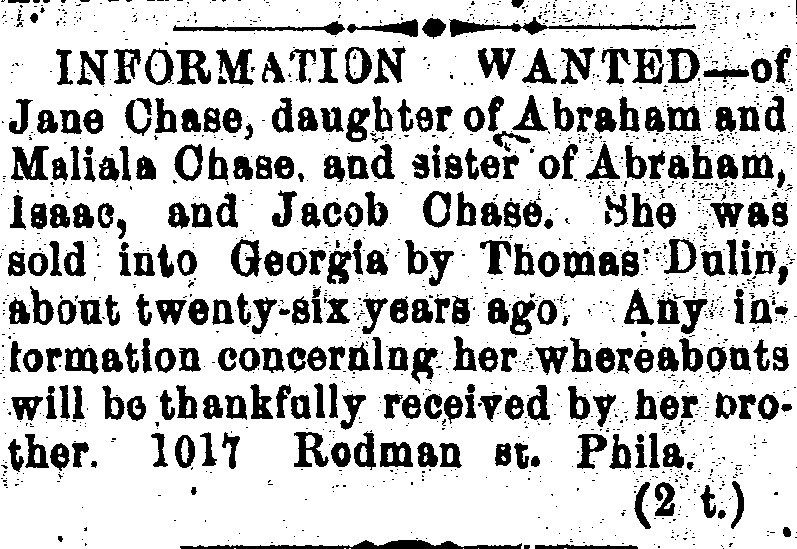 INFORMATION WANTED—of
Jane Chase, daughter of Abraham and
Maliala Chase, and sister of Abraham,
Isaac, and Jacob Chase. She was
sold into Georgia by Thomas Dulin,
about twenty-six years ago. Any in-
formation concerning her whereabouts
will be thankfully received by her bro-
ther. 1017 Rodman st. Phila.
(2 t.)